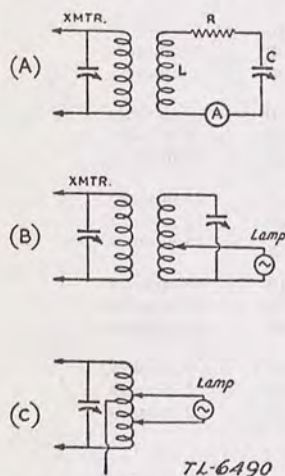 XMTR.
R
(A)
L
C
A
XMTR.
(B)
Lamp
(C)
Lamp
TL-6490